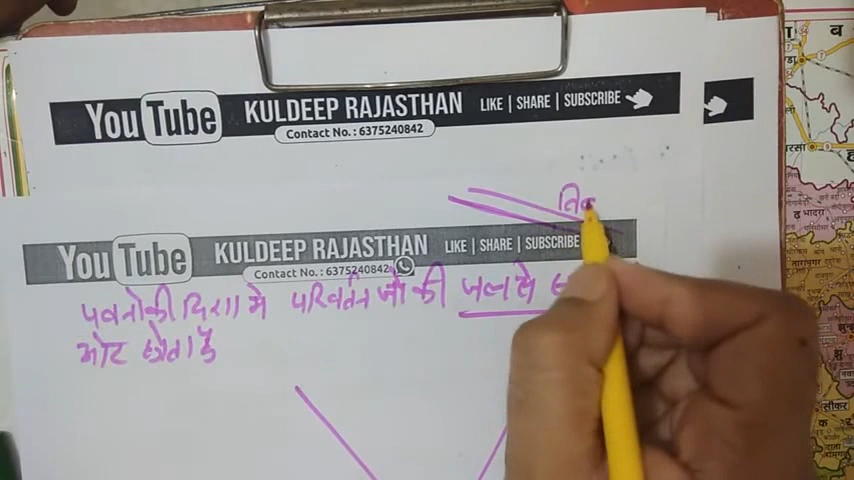 YouTube KULDEEP RAJASTHAN LIKE | SHARE | SUBSCRIBE
Contact No. : 6375240842
YouTube KULDEEP RAJASTHAN LIKE | SHARE | SUBSCRIBE
Contact No. : 6375240842
पवनो की दिशा मे परिवर्तन जो की जल से
ओर होता है
सीकर